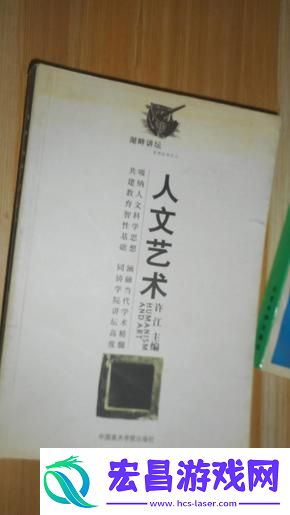 湖畔讲坛
人文艺术
HUMANISM
AND ART
许江 主编
吸纳人文科学思想 涵融当代学术精髓
共建教育智性基础 同铸学院讲坛高度
中国美术学院出版社
宏昌游戏网
www.hcs-laser.com